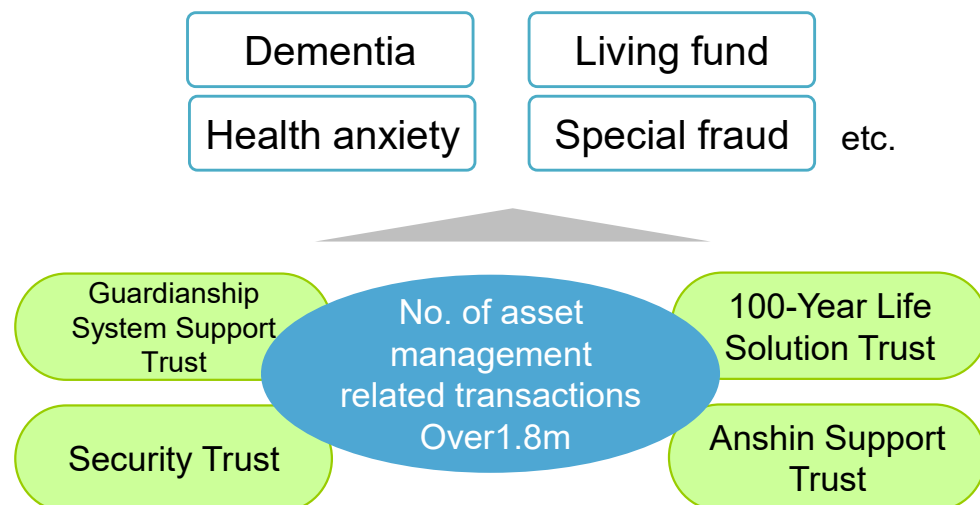 Dementia
Living fund
Health anxiety
Special fraud
etc.
Guardianship
System Support
Trust
No. of asset
management
related transactions
Over1.8m
100-Year Life
Solution Trust
Security Trust
Anshin Support
Trust